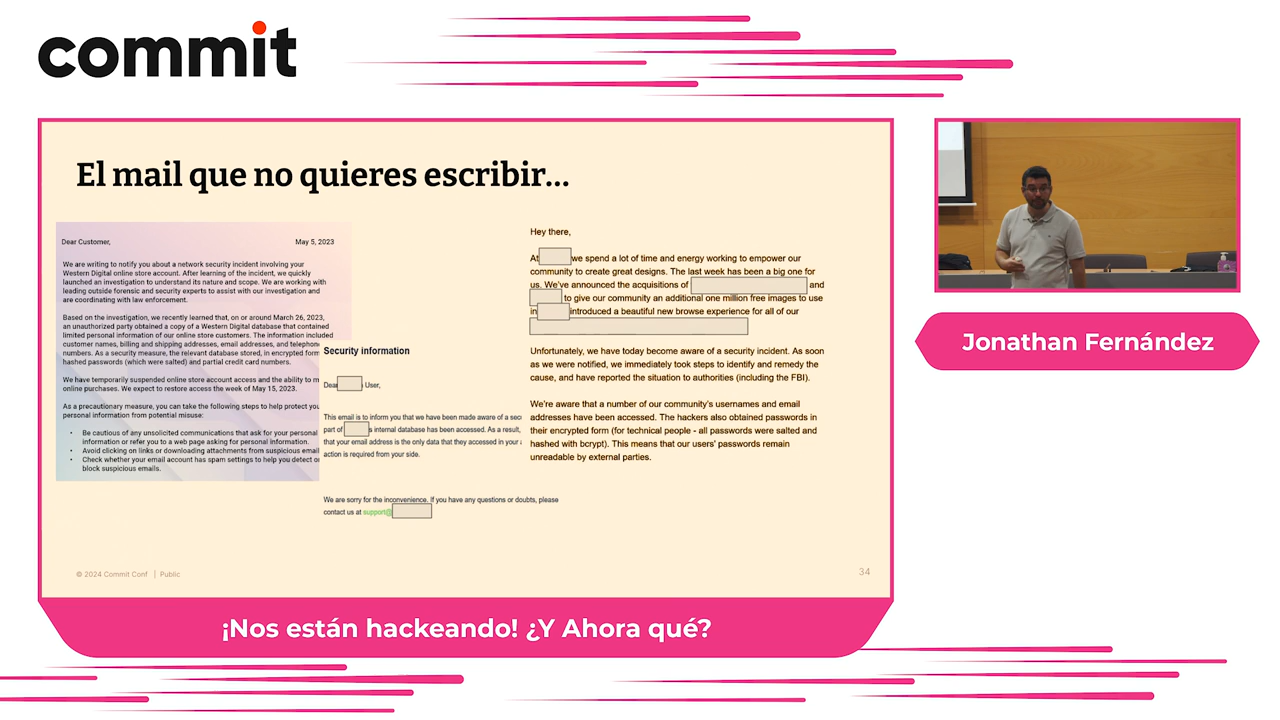 commit
El mail que no quieres escribir...
Dear Customer,
May 5, 2023
We are writing to notify you about a network security incident involving your
Western Digital online store account. After learning of the incident, we quickly
launched an investigation to understand its nature and scope. We are working with
leading outside forensic and security experts to assist with our investigation and
are coordinating with law enforcement.
Based on the investigation, we recently learned that, on or around March 26, 2023,
an unauthorized party obtained a copy of a Western Digital database that contained
limited personal information of our online store customers. The information included
customer names, billing and shipping addresses, email addresses, and telephone
numbers. As a security measure, the relevant database stored, in encrypted form
hashed passwords (which were salted) and partial credit card numbers.
We have temporarily suspended online store account access and the ability to m
online purchases. We expect to restore access the week of May 15, 2023.
As a precautionary measure, you can take the following steps to help protect you
personal information from potential misuse:
• Be cautious of any unsolicited communications that ask for your personal
information or refer you to a web page asking for personal information.
• Avoid clicking on links or downloading attachments from suspicious email
• Check whether your email account has spam settings to help you detect or
block suspicious emails.
Security information
Dear User,
This email is to inform you that we have been made aware of a sec
part of s internal database has been accessed. As a result,
that your email address is the only data that they accessed in your
action is required from your side.
We are sorry for the inconvenience. If you have any questions or doubts, please
contact us at support@
Hey there,
At we spend a lot of time and energy working to empower our
community to create great designs. The last week has been a big one for
us. We've announced the acquisitions of and
to give our community an additional one million free images to use
in introduced a beautiful new browse experience for all of our
Unfortunately, we have today become aware of a security incident. As soon
as we were notified, we immediately took steps to identify and remedy the
cause, and have reported the situation to authorities (including the FBI).
We're aware that a number of our community's usernames and email
addresses have been accessed. The hackers also obtained passwords in
their encrypted form (for technical people - all passwords were salted and
hashed with bcrypt). This means that our users' passwords remain
unreadable by external parties.
© 2024 Commit Conf | Public
34
Jonathan Fernández
¡Nos están hackeando! ¿Y Ahora qué?